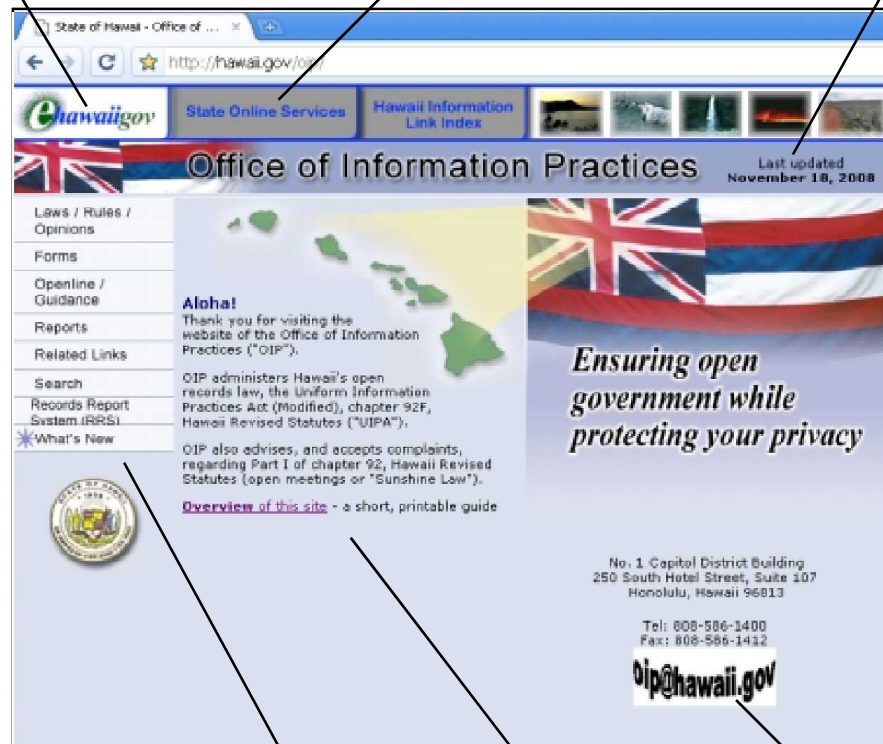 State of Hawaii - Office of ...
http://hawaii.gov/oip/
ehawaiigov
State Online Services
Hawaii Information
Link Index
Office of Information Practices
Last updated
November 18, 2008
Laws / Rules /
Opinions
Forms
Openline /
Guidance
Reports
Related Links
Search
Records Report
System (RRS)
What's New
Aloha!
Thank you for visiting the
website of the Office of Information
Practices ("OIP").
OIP administers Hawaii's open
records law, the Uniform Information
Practices Act (Modified), chapter 92F,
Hawaii Revised Statutes ("UIPA").
OIP also advises, and accepts complaints,
regarding Part I of chapter 92, Hawaii Revised
Statutes (open meetings or "Sunshine Law").
Overview of this site - a short, printable guide
Ensuring open
government while
protecting your privacy
No. 1 Capitol District Building
250 South Hotel Street, Suite 107
Honolulu, Hawaii 96813
Tel: 808-586-1400
Fax: 808-586-1412
oip@hawaii.gov